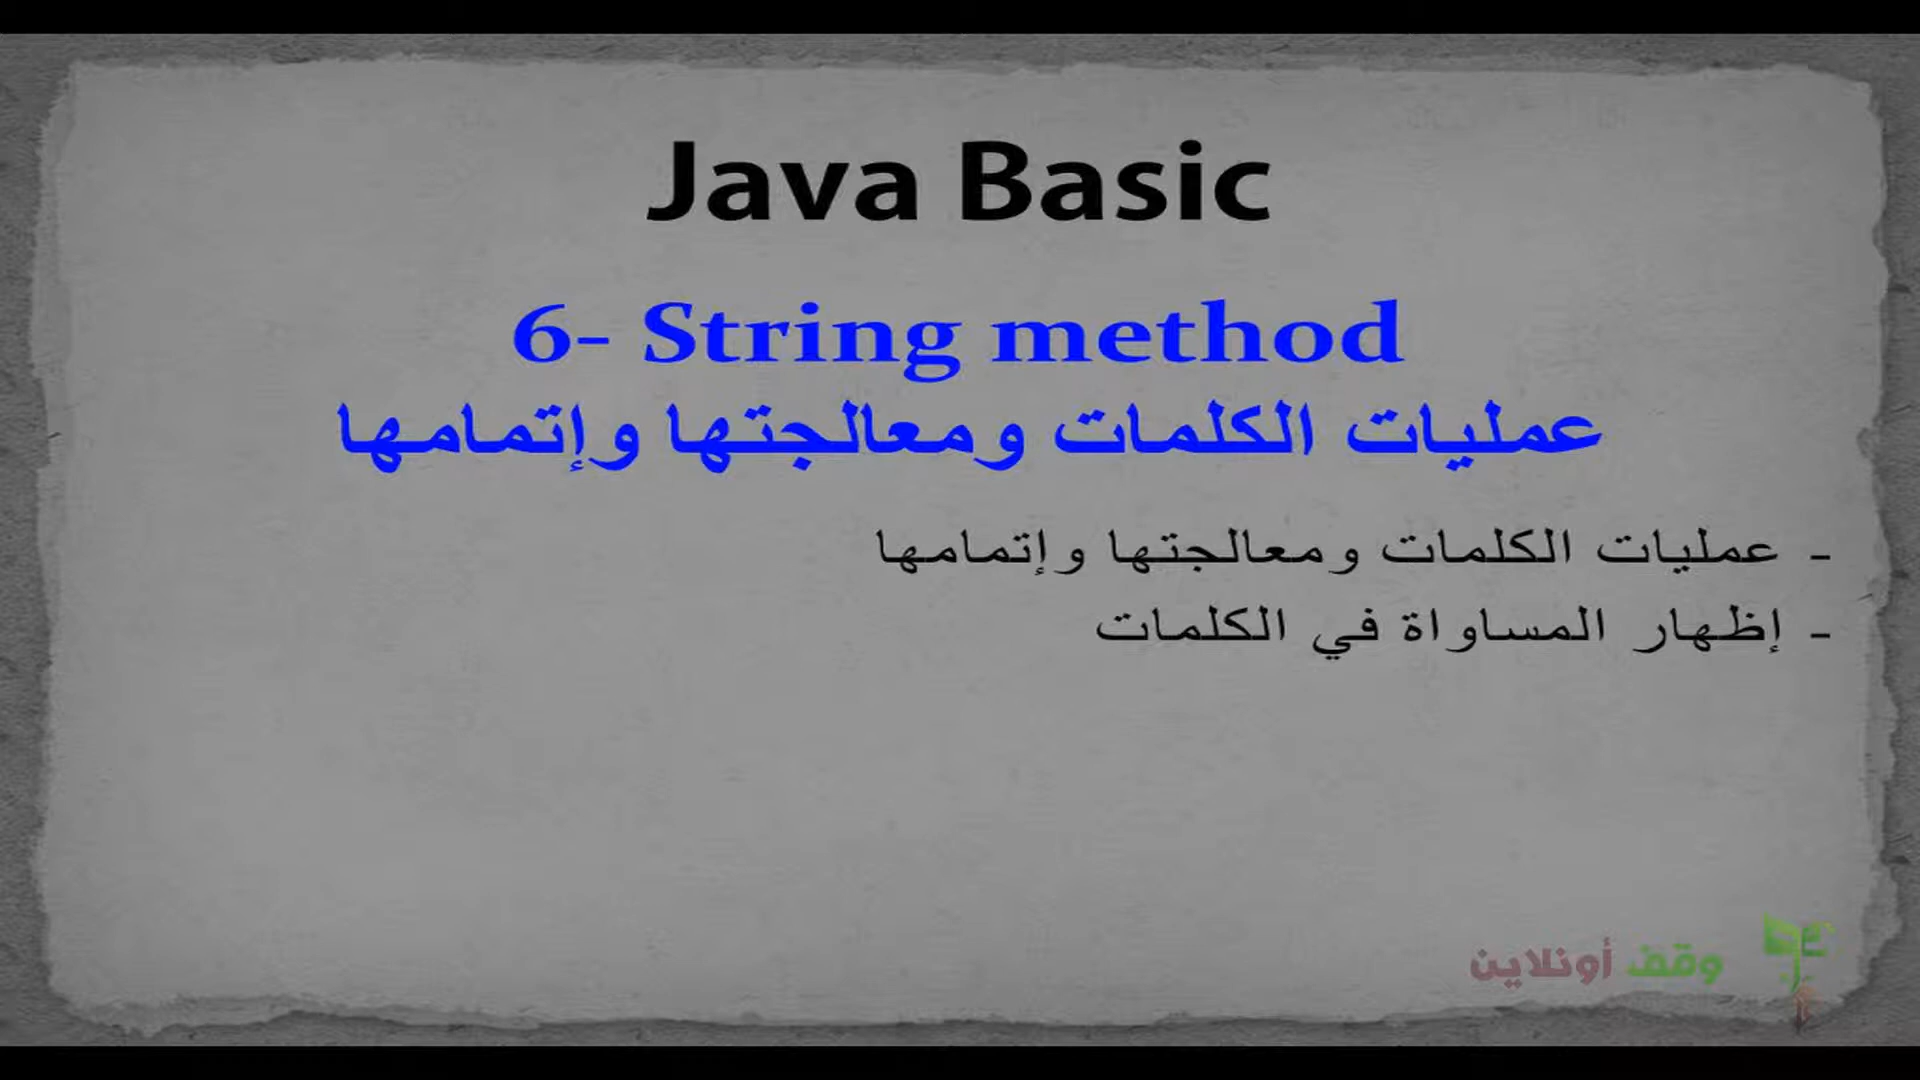 Java Basic
6- String method
عمليات الكلمات ومعالجتها وإتمامها
- عمليات الكلمات ومعالجتها وإتمامها
- إظهار المساواة في الكلمات
وقف أونلاين